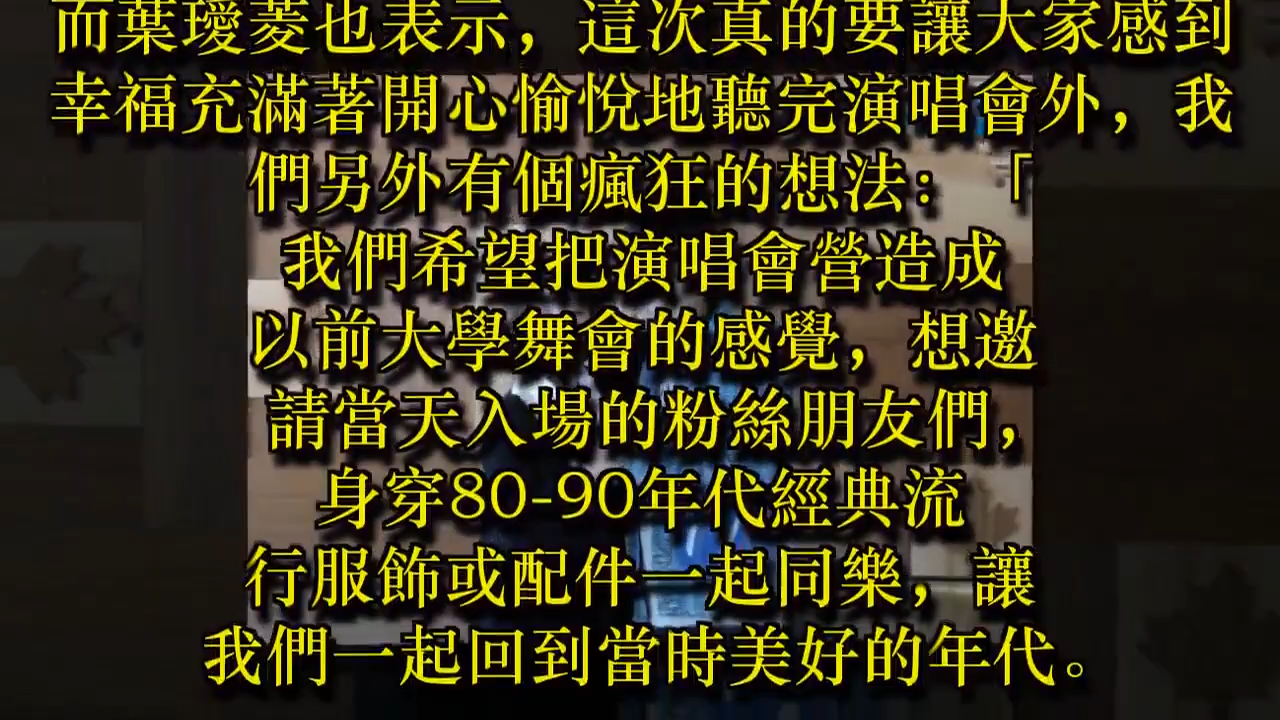 而葉璦菱也表示，這次真的要讓大家感到
幸福充滿著開心愉悅地聽完演唱會外，我
們另外有個瘋狂的想法：「
我們希望把演唱會營造成
以前大學舞會的感覺，想邀
請當天入場的粉絲朋友們，
身穿80-90年代經典流
行服飾或配件一起同樂，讓
我們一起回到當時美好的年代。